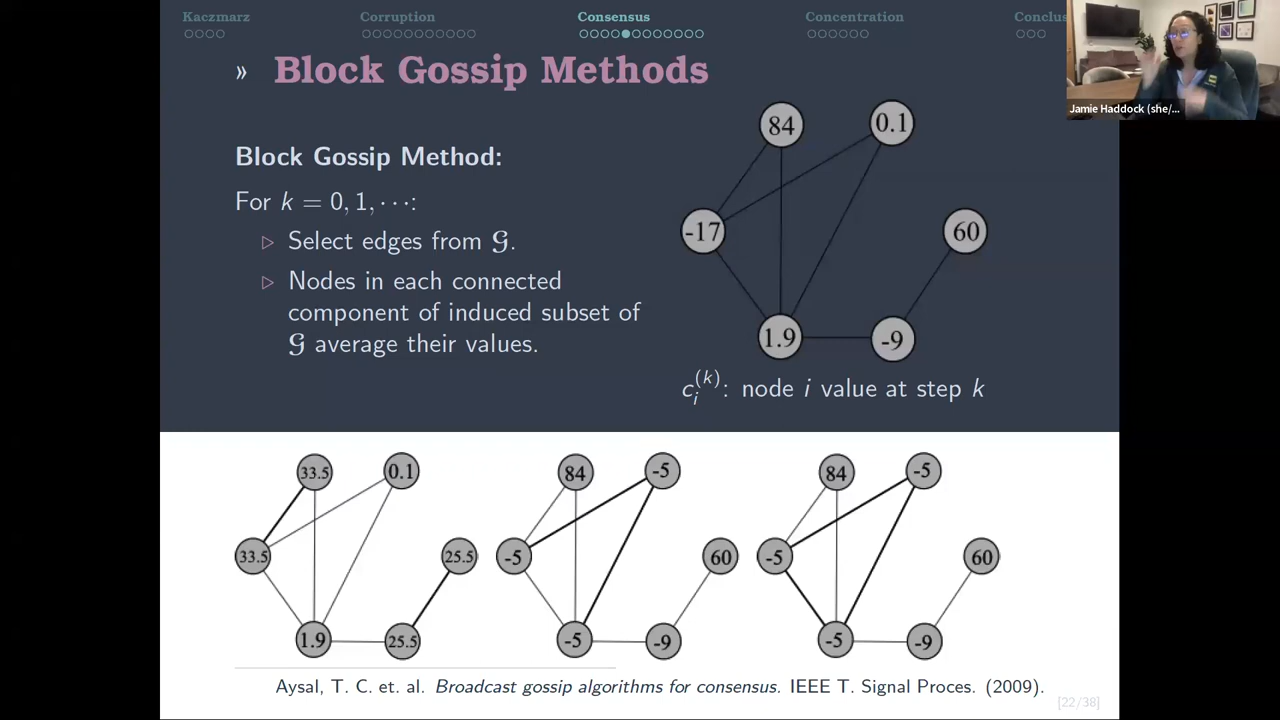 Kaczmarz Corruption Consensus Concentration Conclus
» Block Gossip Methods
Jamie Haddock (she/...
Block Gossip Method:
For k = 0, 1, ···:
▷ Select edges from 𝒢.
▷ Nodes in each connected
component of induced subset of
𝒢 average their values.
84 0.1
-17 60
1.9 -9
c_i^(k): node i value at step k
33.5 0.1 84 -5 84 -5
33.5 25.5 -5 60 -5 60
1.9 25.5 -5 -9 -5 -9
Aysal, T. C. et. al. Broadcast gossip algorithms for consensus. IEEE T. Signal Proces. (2009).
[22/38]